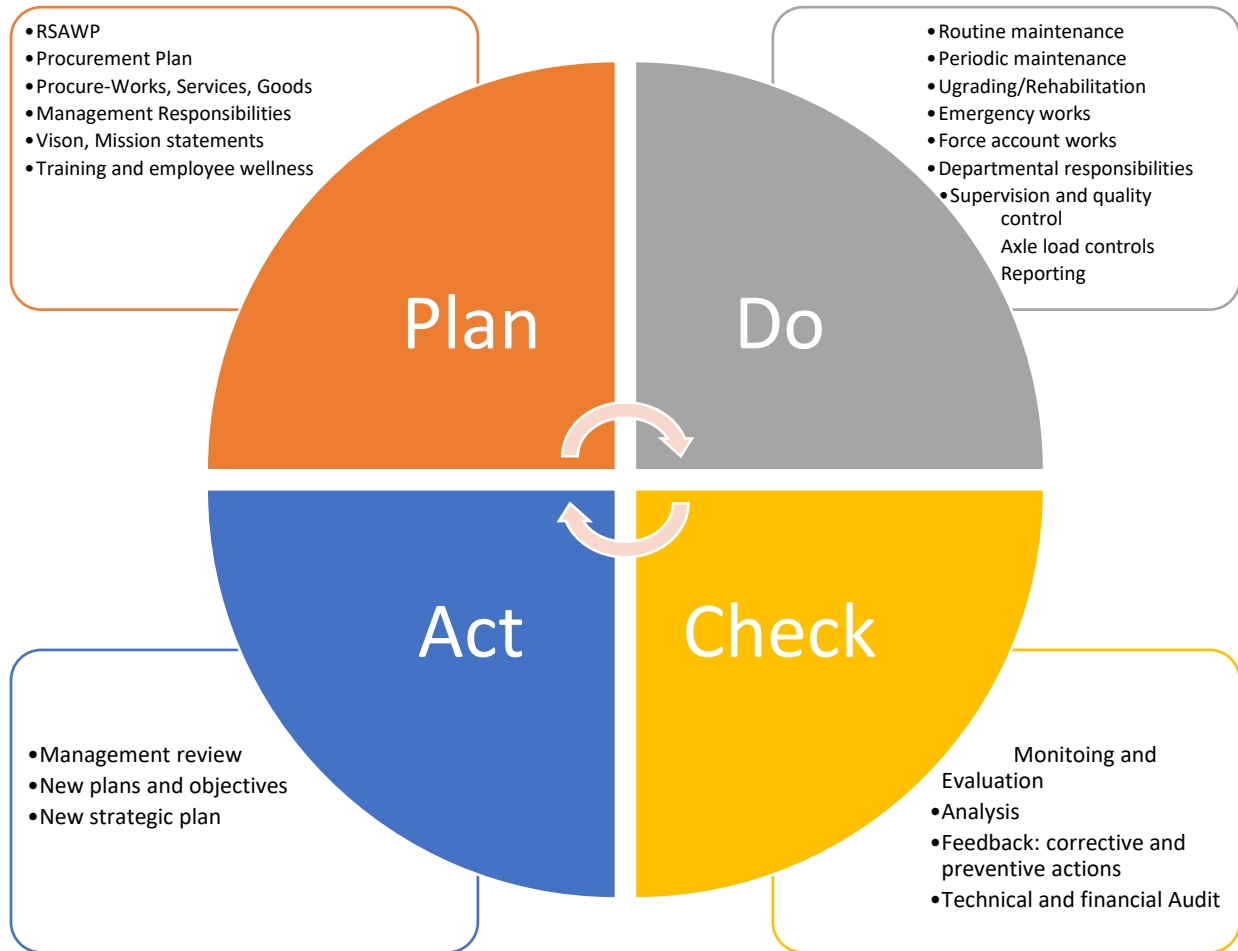 •RSAWP
•Procurement Plan
•Procure-Works, Services, Goods
•Management Responsibilities
•Vison, Mission statements
•Training and employee wellness
•Routine maintenance
•Periodic maintenance
•Ugrading/Rehabilitation
•Emergency works
•Force account works
•Departmental responsibilities
•Supervision and quality
control
Axle load controls
Reporting
Plan
Do
Act
Check
•Management review
•New plans and objectives
•New strategic plan
Monitoing and
Evaluation
•Analysis
•Feedback: corrective and
preventive actions
•Technical and financial Audit